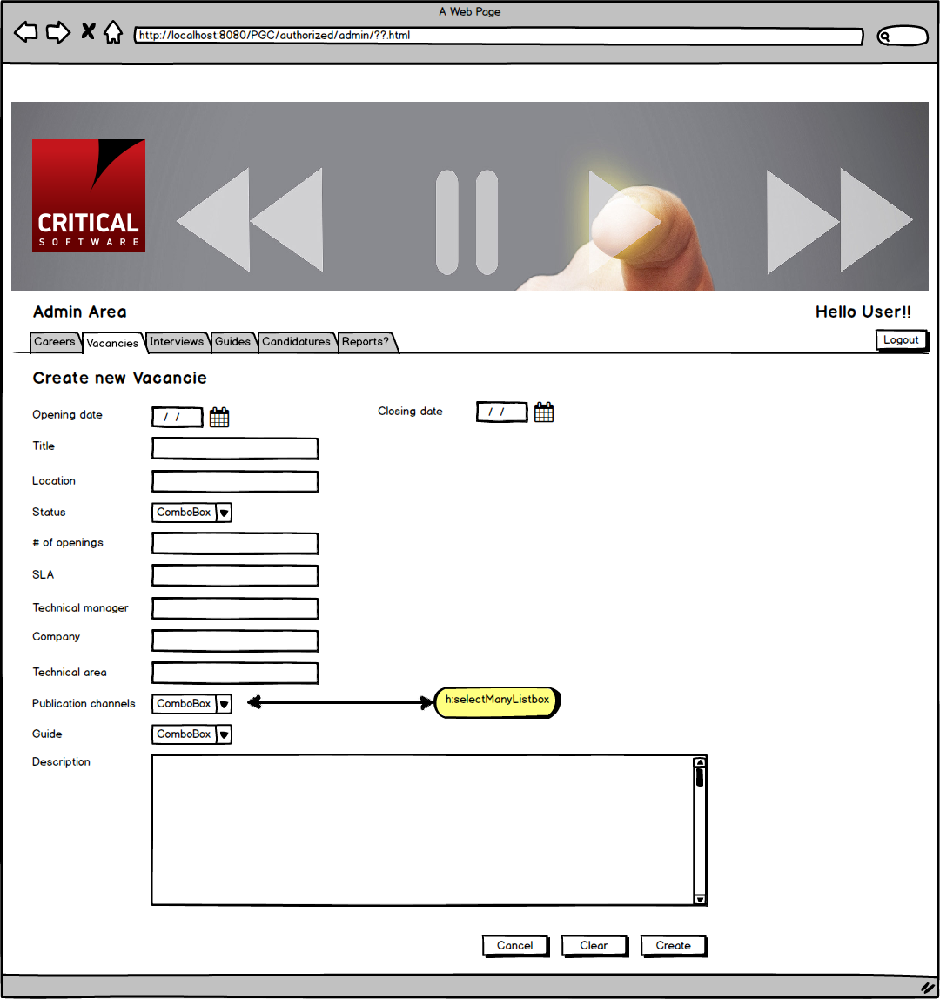 A Web Page
http://localhost:8080/PGC/authorized/admin/??.html
CRITICAL
SOFTWARE
Admin Area
Hello User!!
Careers Vacancies Interviews Guides Candidatures Reports?
Logout
Create new Vacancie
Opening date / / Closing date / /
Title
Location
Status ComboBox
# of openings
SLA
Technical manager
Company
Technical area
Publication channels ComboBox h:selectManyListbox
Guide ComboBox
Description
Cancel Clear Create